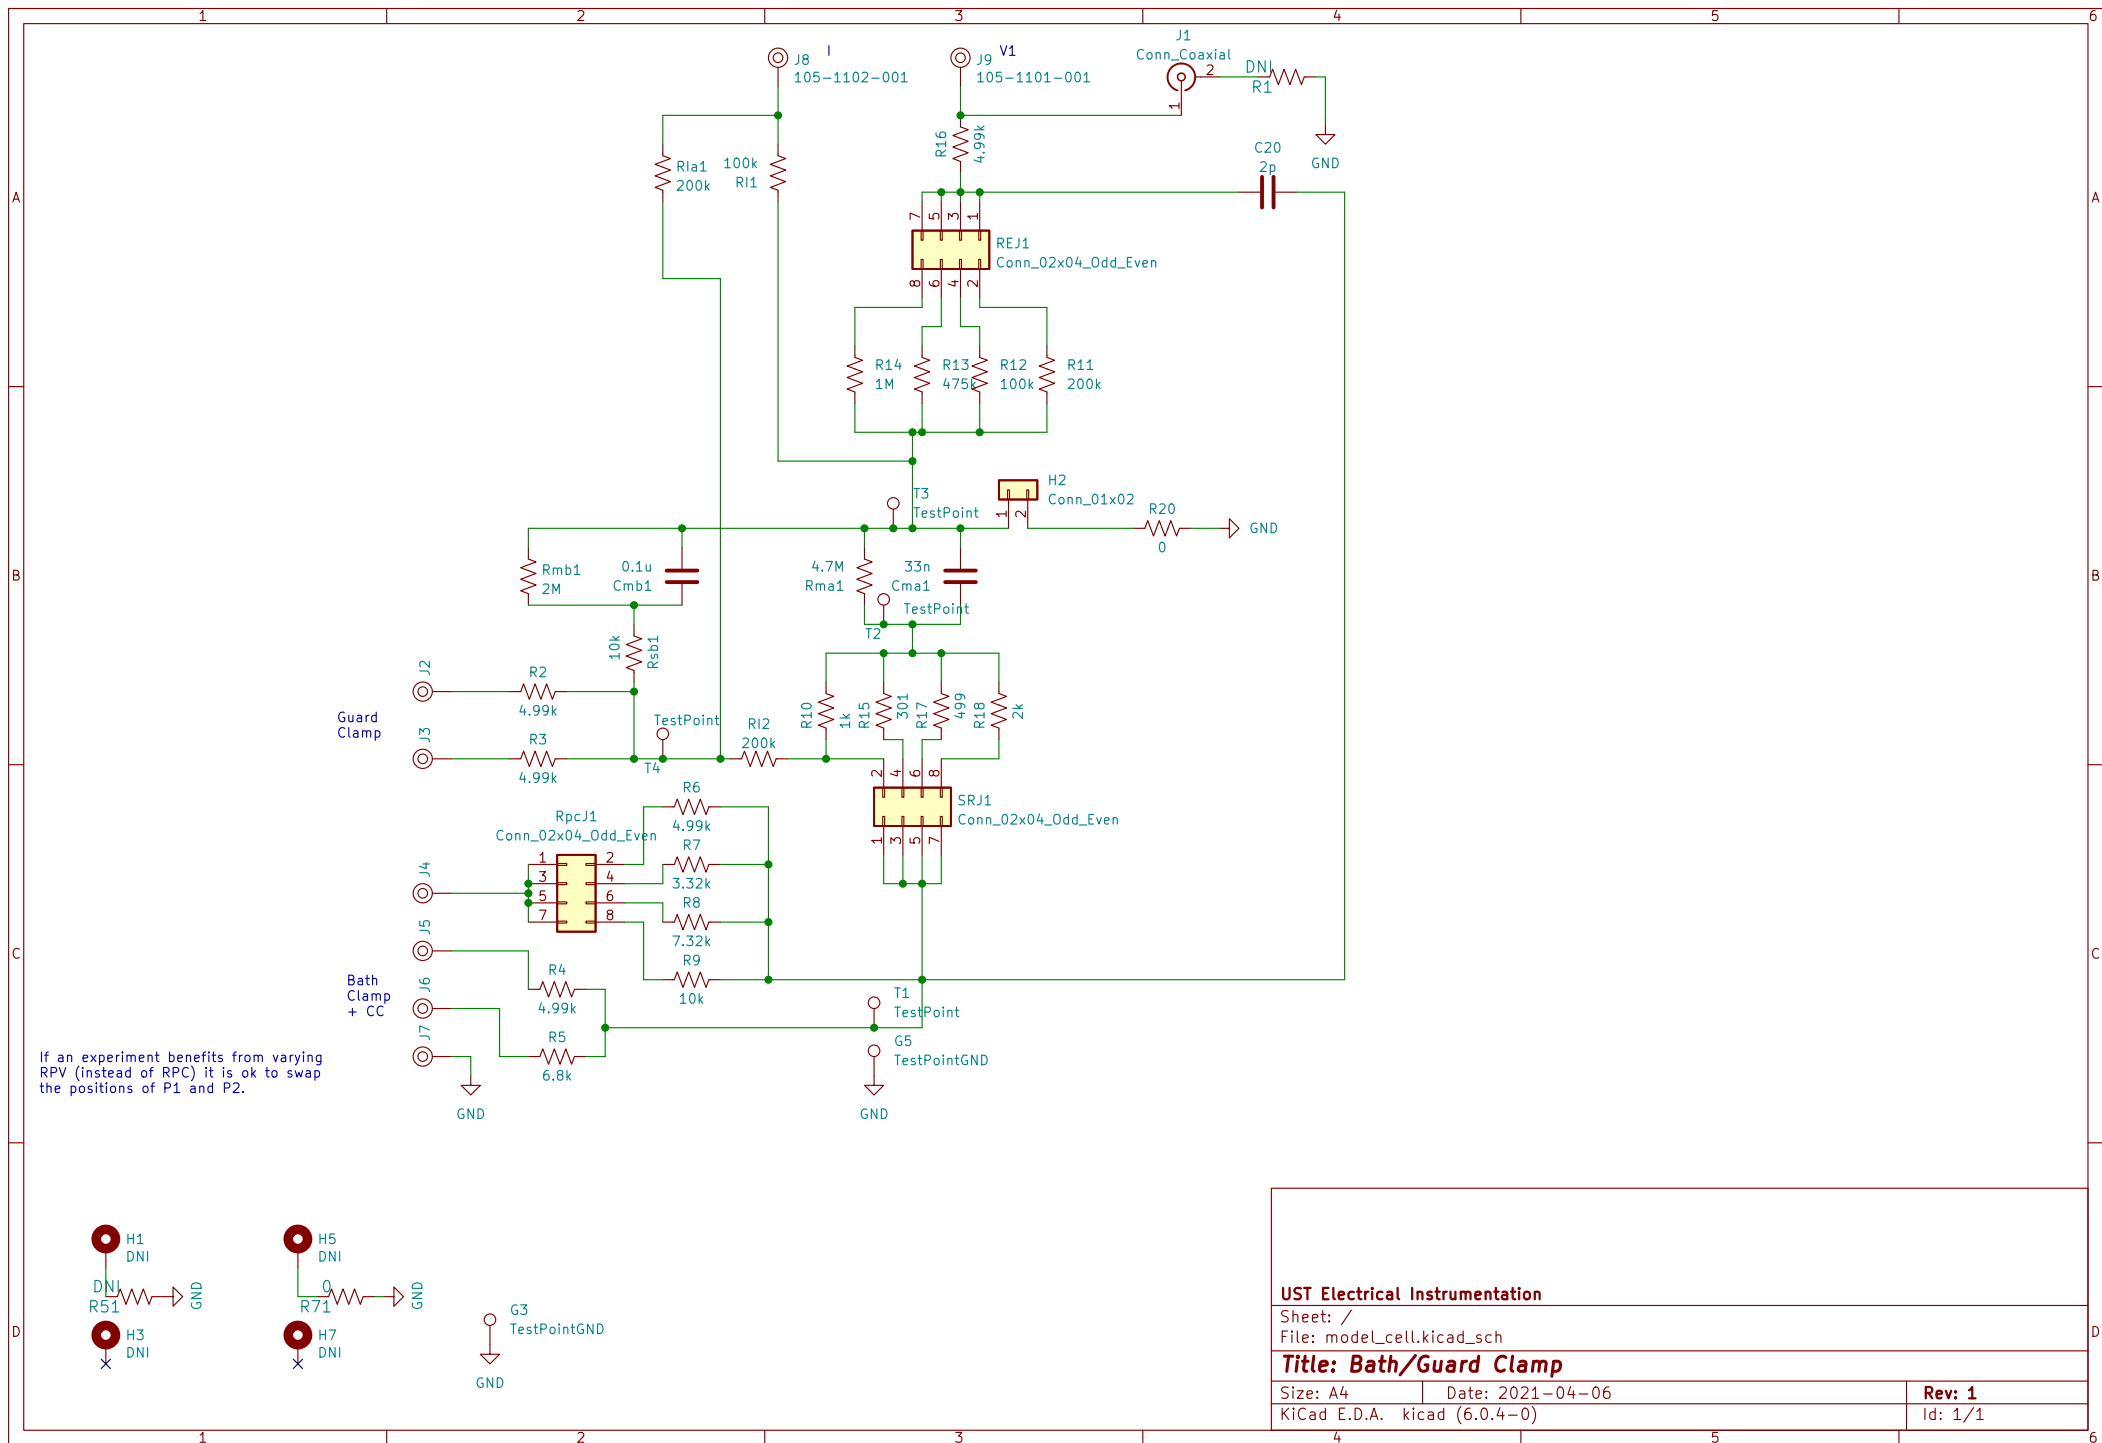 1 2 3 4 5 6
J8
105-1102-001
I
J9
105-1101-001
V1
J1
Conn_Coaxial
2
1
DNI
R1
GND
R16
4.99k
C20
2p
A
A
RIa1
200k
100k
RI1
7 5 3 1
REJ1
Conn_02x04_Odd_Even
8 6 4 2
R14
1M
R13
475k
R12
100k
R11
200k
T3
TestPoint
H2
Conn_01x02
1 2
R20
0
GND
B
B
Rmb1
2M
0.1u
Cmb1
4.7M
Rma1
33n
Cma1
TestPoint
T2
10k
Rsb1
J2
R2
4.99k
Guard
Clamp
J3
R3
4.99k
TestPoint
T4
RI2
200k
R10
1k
R15
301
R17
499
R18
2k
2 4 6 8
SRJ1
Conn_02x04_Odd_Even
1 3 5 7
RpcJ1
Conn_02x04_Odd_Even
1 2
3 4
5 6
7 8
R6
4.99k
R7
3.32k
R8
7.32k
R9
10k
J4
J5
C
C
Bath
Clamp
+ CC
J6
J7
R4
4.99k
R5
6.8k
T1
TestPoint
G5
TestPointGND
GND
GND
If an experiment benefits from varying
RPV (instead of RPC) it is ok to swap
the positions of P1 and P2.
H1
DNI
DNI
R51
GND
H3
DNI
H5
DNI
0
R71
GND
H7
DNI
G3
TestPointGND
GND
D
D
UST Electrical Instrumentation
Sheet: /
File: model_cell.kicad_sch
Title: Bath/Guard Clamp
Size: A4 Date: 2021-04-06 Rev: 1
KiCad E.D.A. kicad (6.0.4-0) Id: 1/1
1 2 3 4 5 6